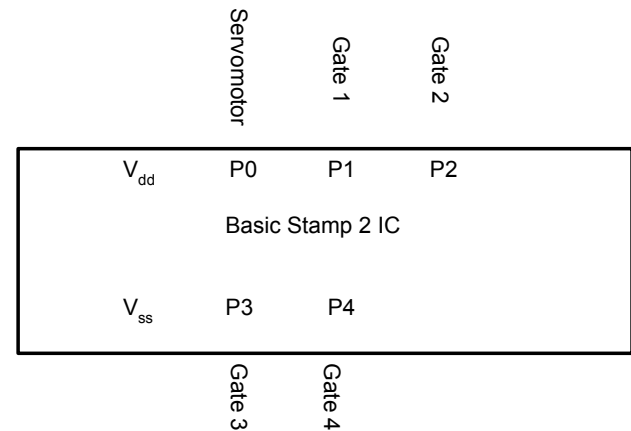 Servomotor Gate 1 Gate 2
Vdd P0 P1 P2
Basic Stamp 2 IC
Vss P3 P4
Gate 3 Gate 4